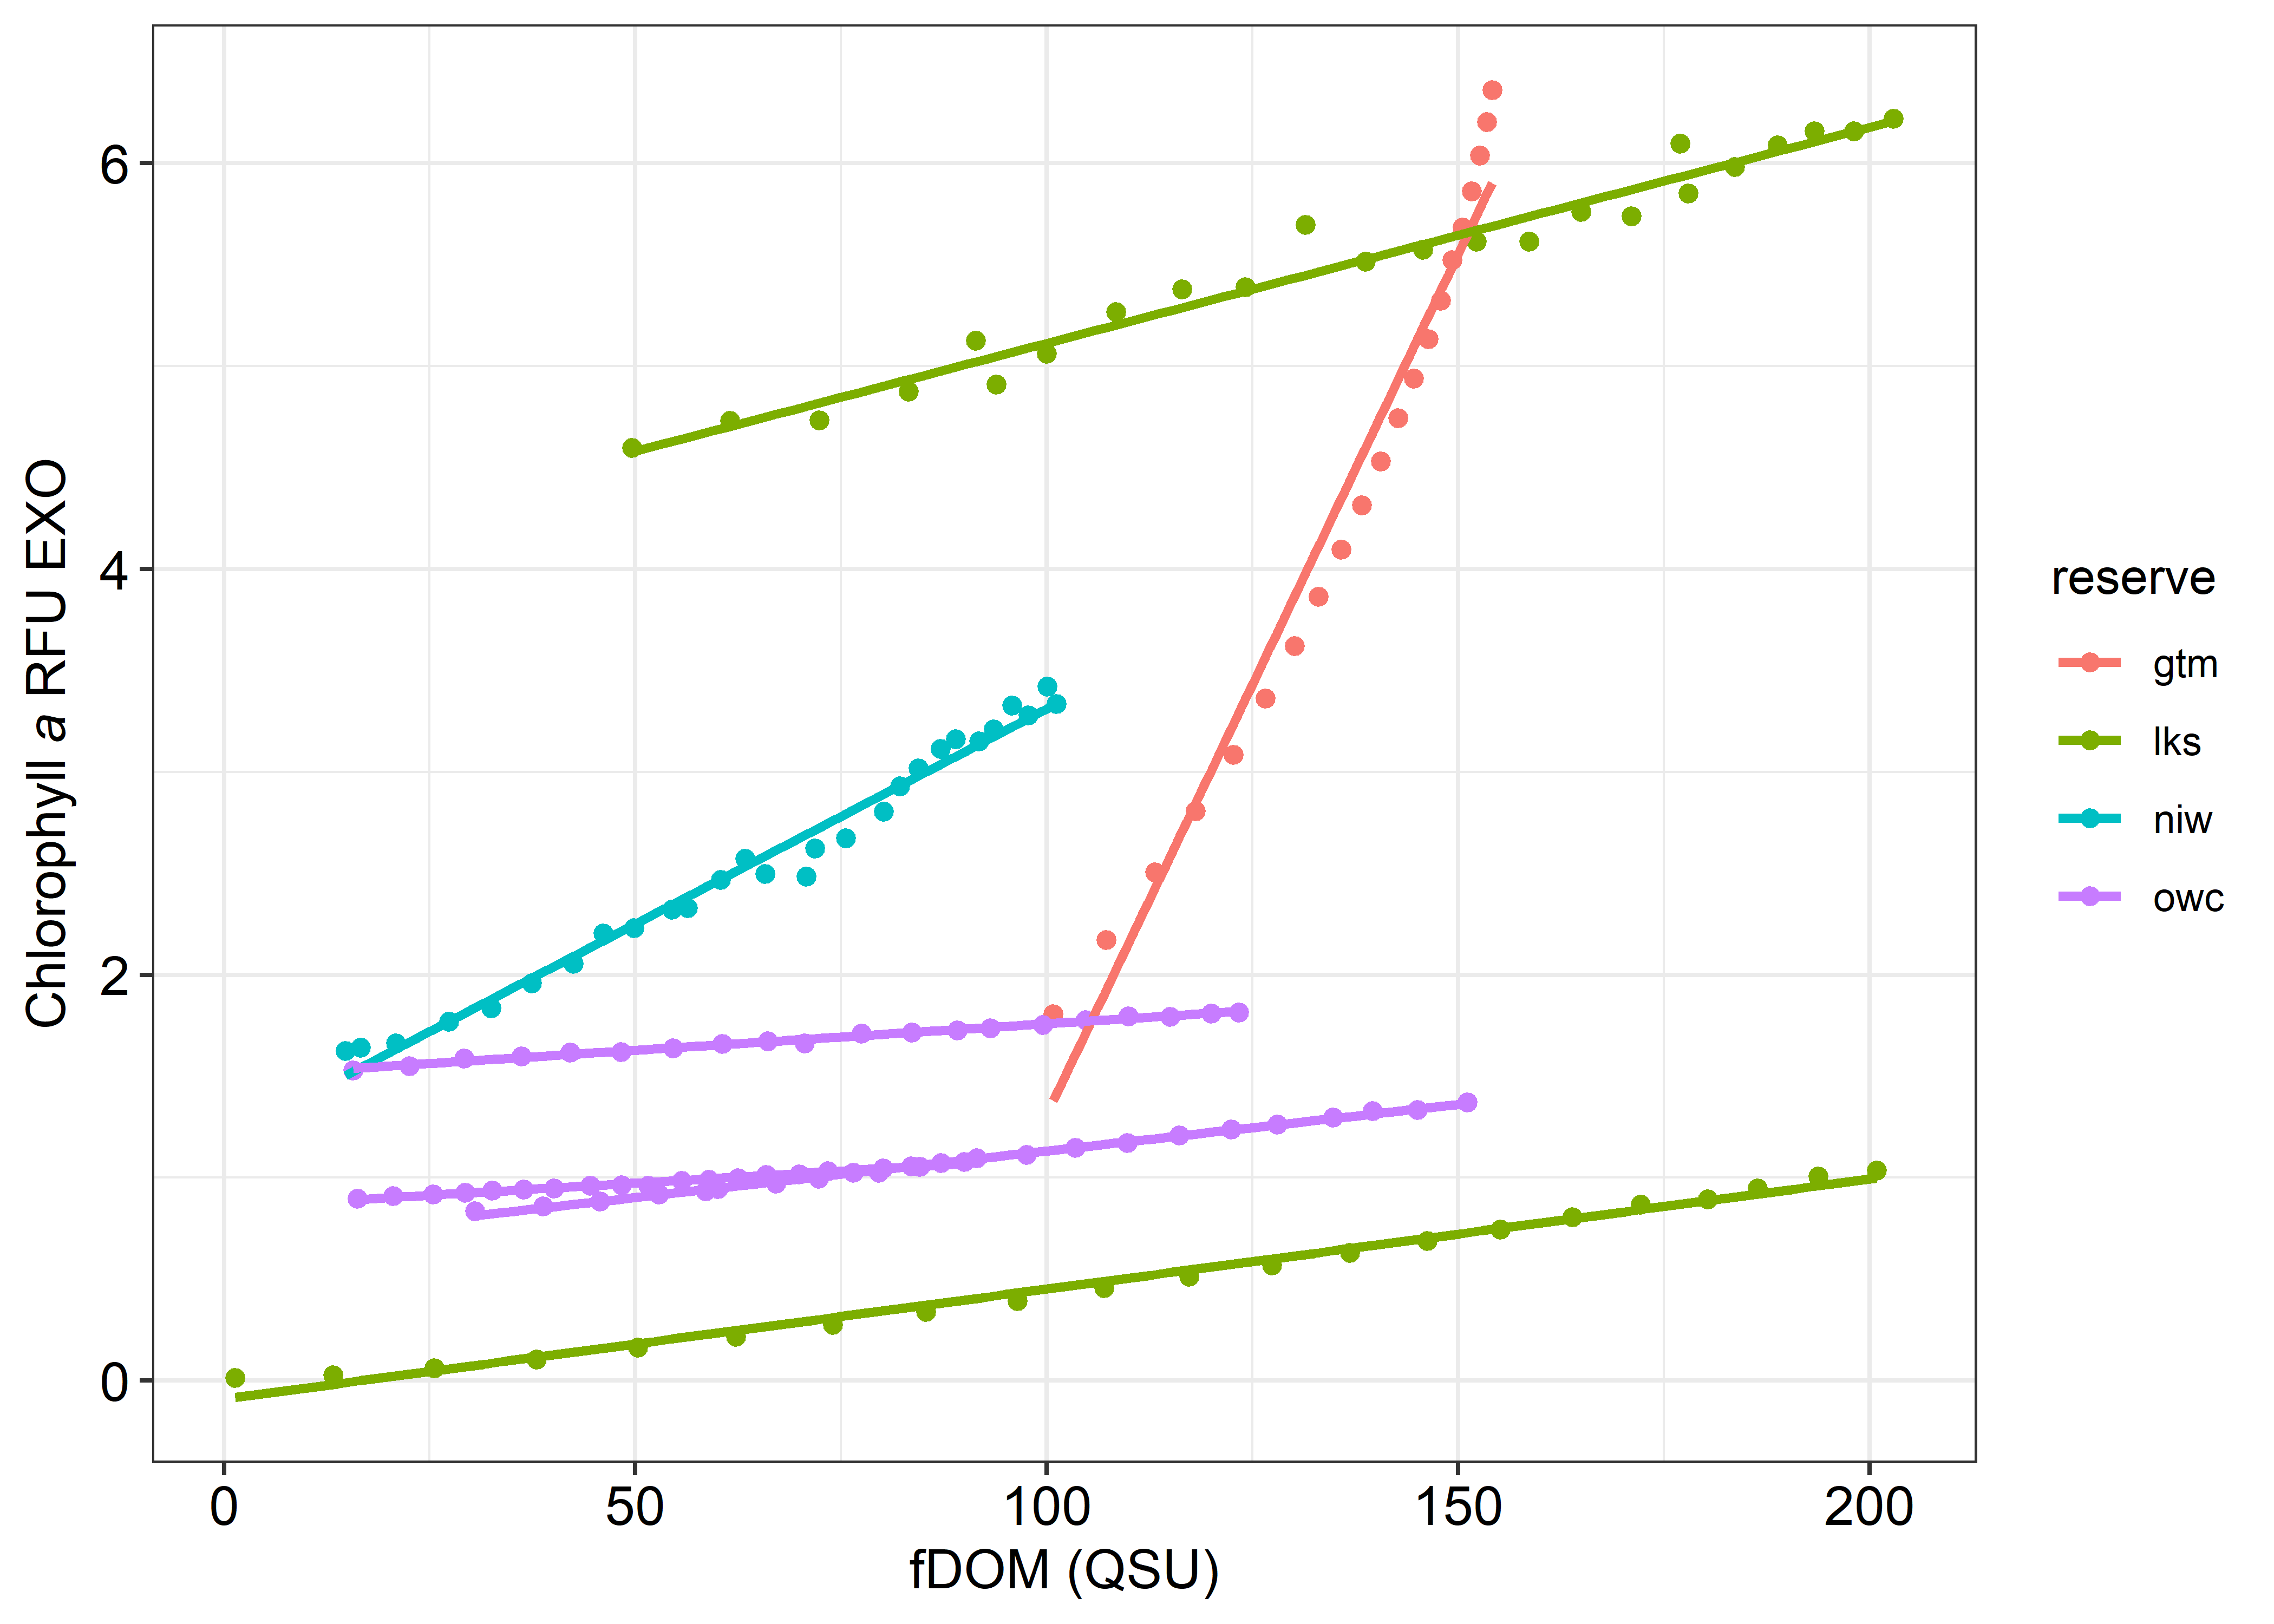 Chlorophyll a RFU EXO
6
4
2
0
0 50 100 150 200
fDOM (QSU)
reserve
gtm
lks
niw
owc